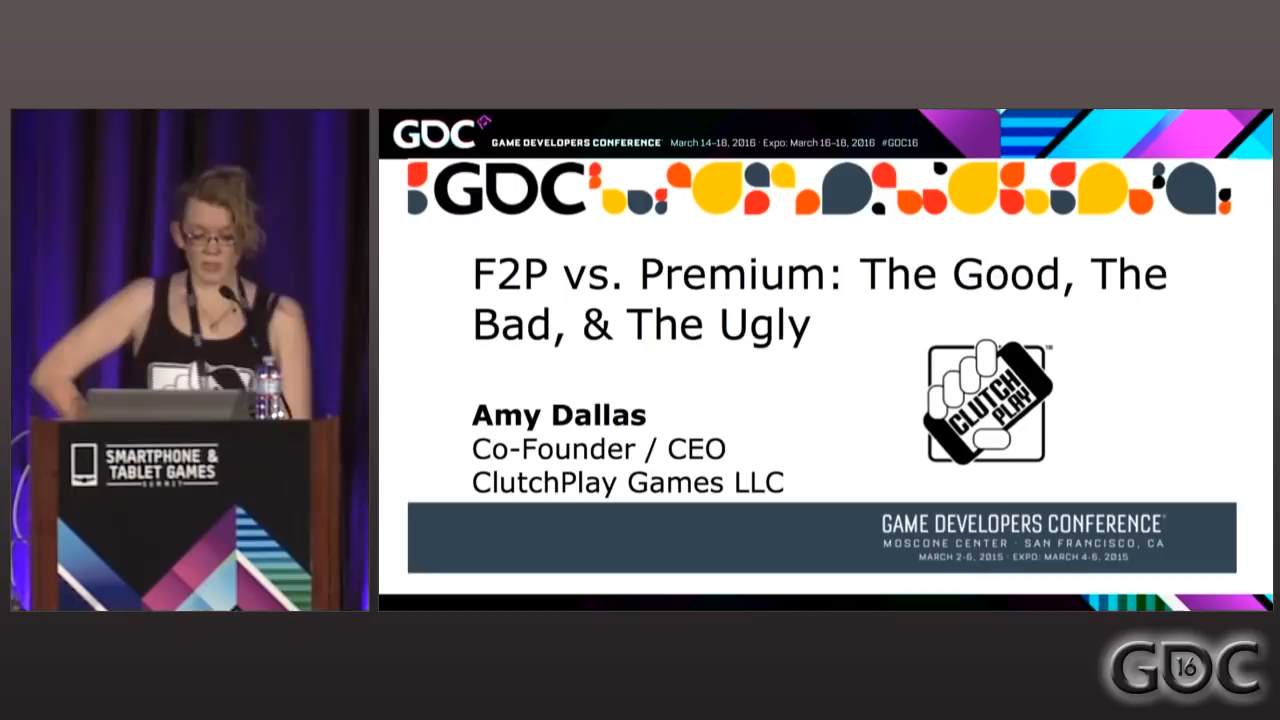 GDC
GAME DEVELOPERS CONFERENCE March 14–18, 2016 · Expo: March 16–18, 2016 #GDC16
GDC
F2P vs. Premium: The Good, The
Bad, & The Ugly
CLUTCH
PLAY
TM
Amy Dallas
Co-Founder / CEO
ClutchPlay Games LLC
GAME DEVELOPERS CONFERENCE
MOSCONE CENTER · SAN FRANCISCO, CA
MARCH 2-6, 2015 · EXPO: MARCH 4-6, 2015
SMARTPHONE &
TABLET GAMES
SUMMIT
GDC 16